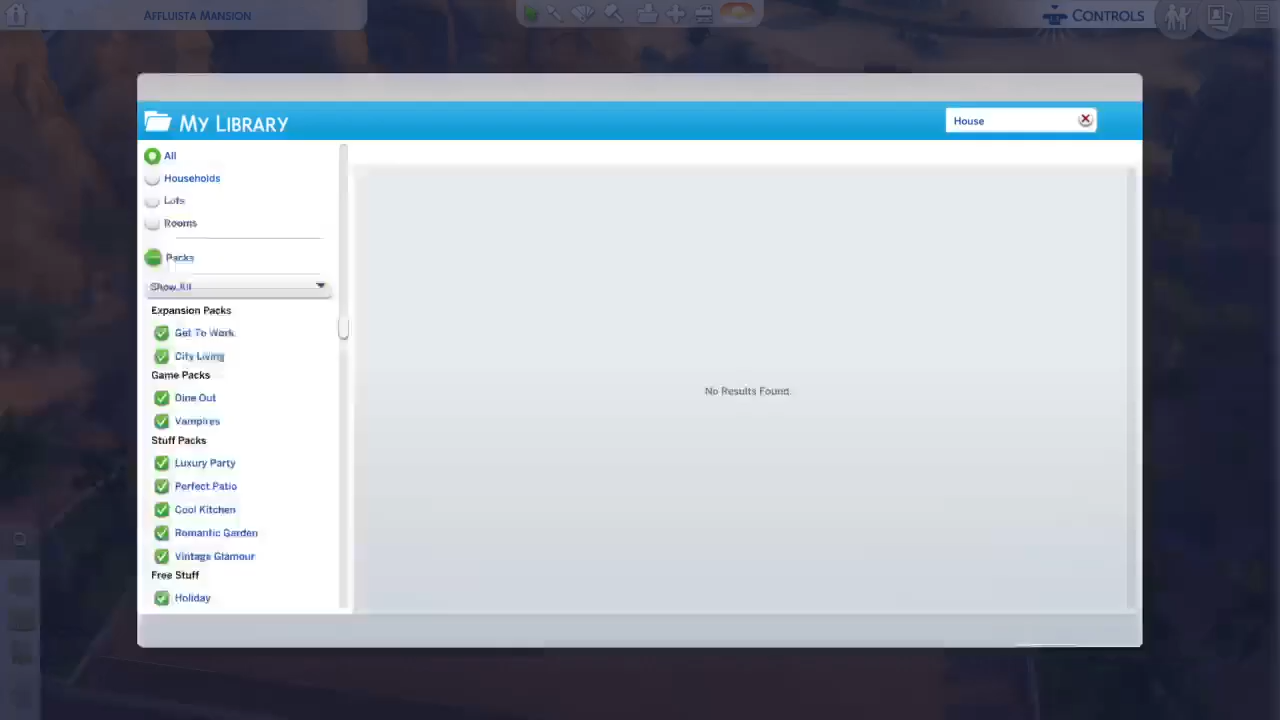 AFFLUISTA MANSION
CONTROLS
MY LIBRARY
House
All
Households
Lots
Rooms
Packs
Show All
Expansion Packs
Get To Work
City Living
Game Packs
Dine Out
Vampires
Stuff Packs
Luxury Party
Perfect Patio
Cool Kitchen
Romantic Garden
Vintage Glamour
Free Stuff
Holiday
No Results Found.